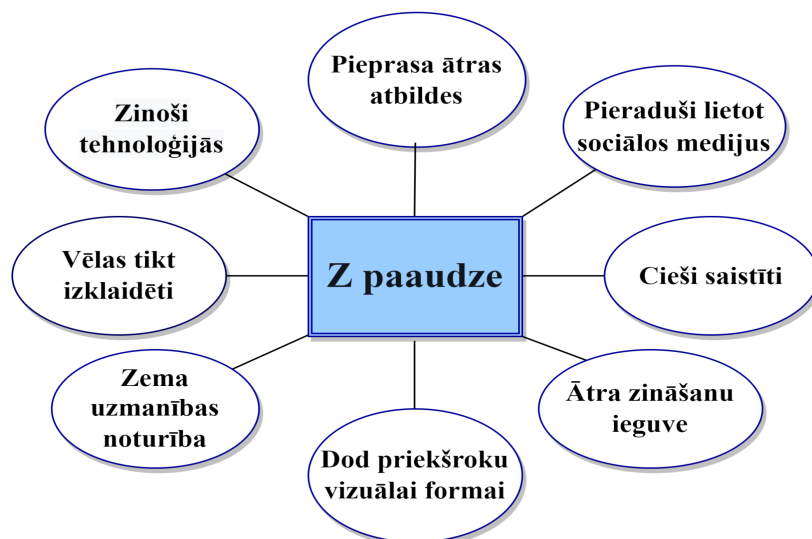 Pieprasa ātras
atbildes
Zinoši
tehnoloģijās
Pieraduši lietot
sociālos medijus
Vēlas tikt
izklaidēti
Z paaudze
Cieši saistīti
Zema
uzmanības
noturība
Ātra zināšanu
ieguve
Dod priekšroku
vizuālai formai